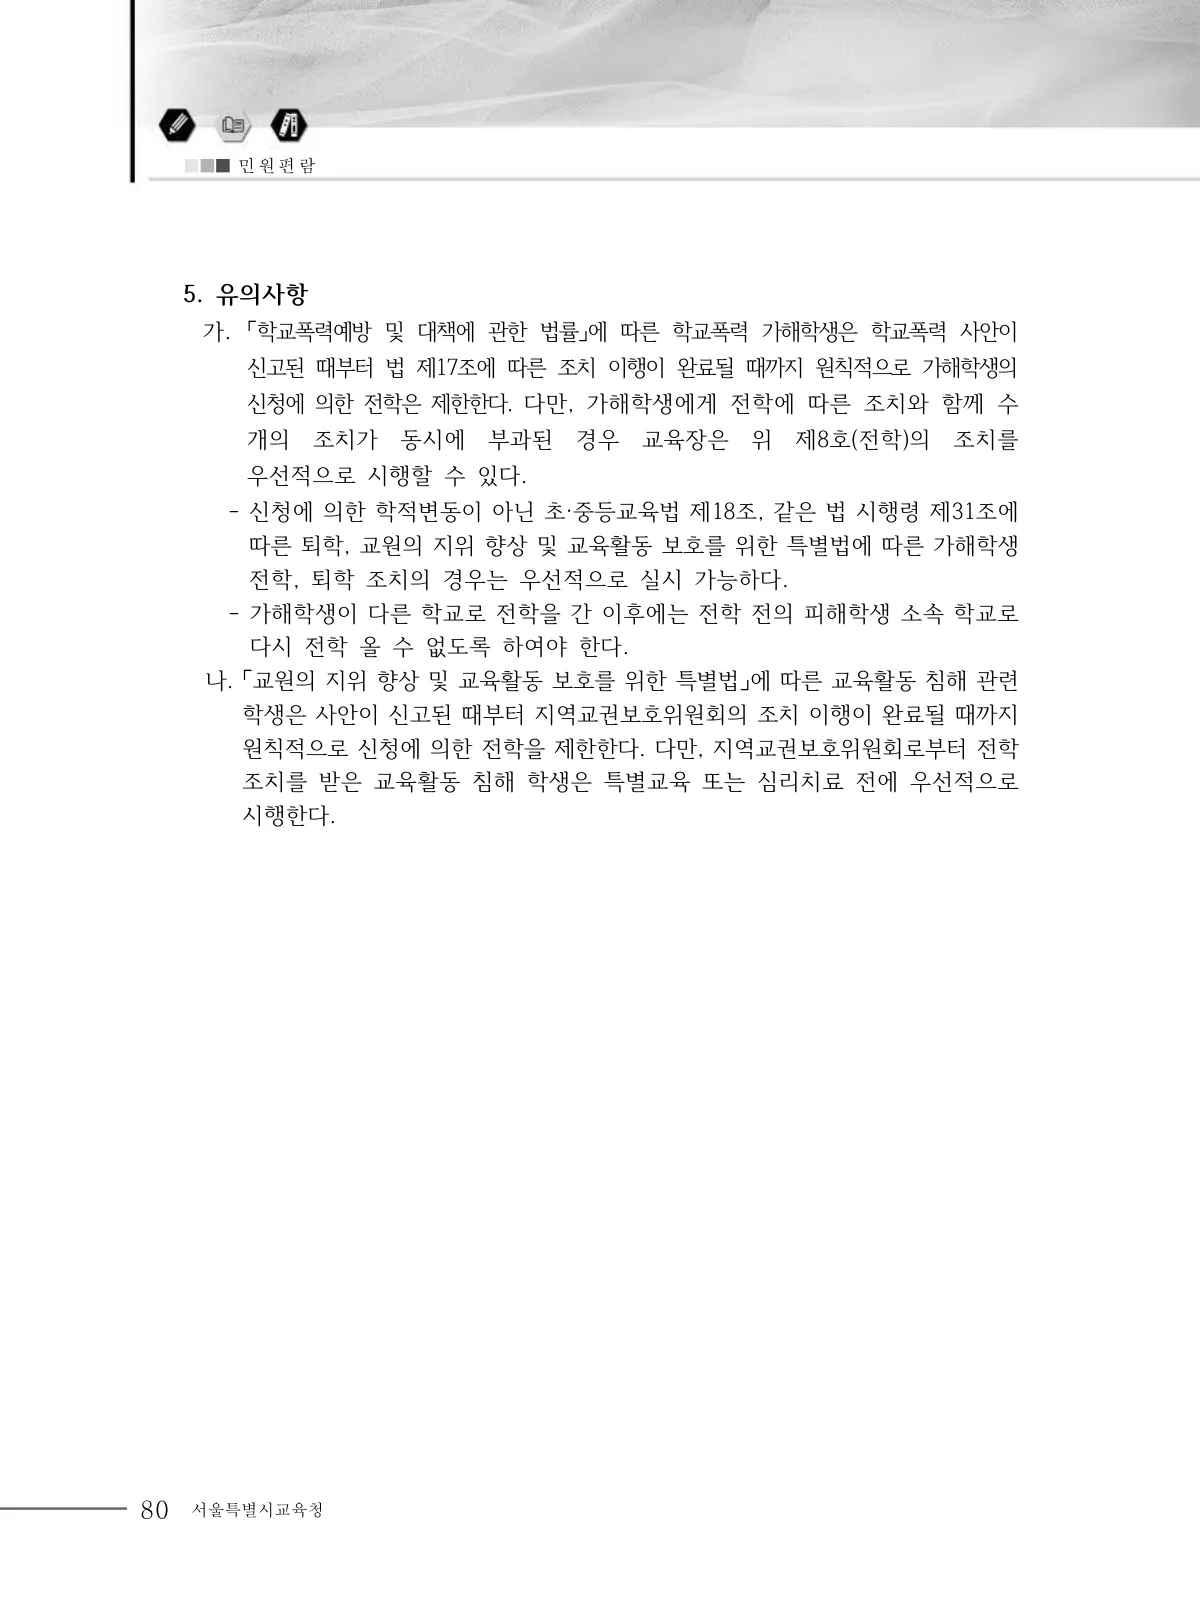 민원편람
5. 유의사항
가. 「학교폭력예방 및 대책에 관한 법률」에 따른 학교폭력 가해학생은 학교폭력 사안이
신고된 때부터 법 제17조에 따른 조치 이행이 완료될 때까지 원칙적으로 가해학생의
신청에 의한 전학은 제한한다. 다만, 가해학생에게 전학에 따른 조치와 함께 수
개의 조치가 동시에 부과된 경우 교육장은 위 제8호(전학)의 조치를
우선적으로 시행할 수 있다.
- 신청에 의한 학적변동이 아닌 초·중등교육법 제18조, 같은 법 시행령 제31조에
따른 퇴학, 교원의 지위 향상 및 교육활동 보호를 위한 특별법에 따른 가해학생
전학, 퇴학 조치의 경우는 우선적으로 실시 가능하다.
- 가해학생이 다른 학교로 전학을 간 이후에는 전학 전의 피해학생 소속 학교로
다시 전학 올 수 없도록 하여야 한다.
나. 「교원의 지위 향상 및 교육활동 보호를 위한 특별법」에 따른 교육활동 침해 관련
학생은 사안이 신고된 때부터 지역교권보호위원회의 조치 이행이 완료될 때까지
원칙적으로 신청에 의한 전학을 제한한다. 다만, 지역교권보호위원회로부터 전학
조치를 받은 교육활동 침해 학생은 특별교육 또는 심리치료 전에 우선적으로
시행한다.
80 서울특별시교육청